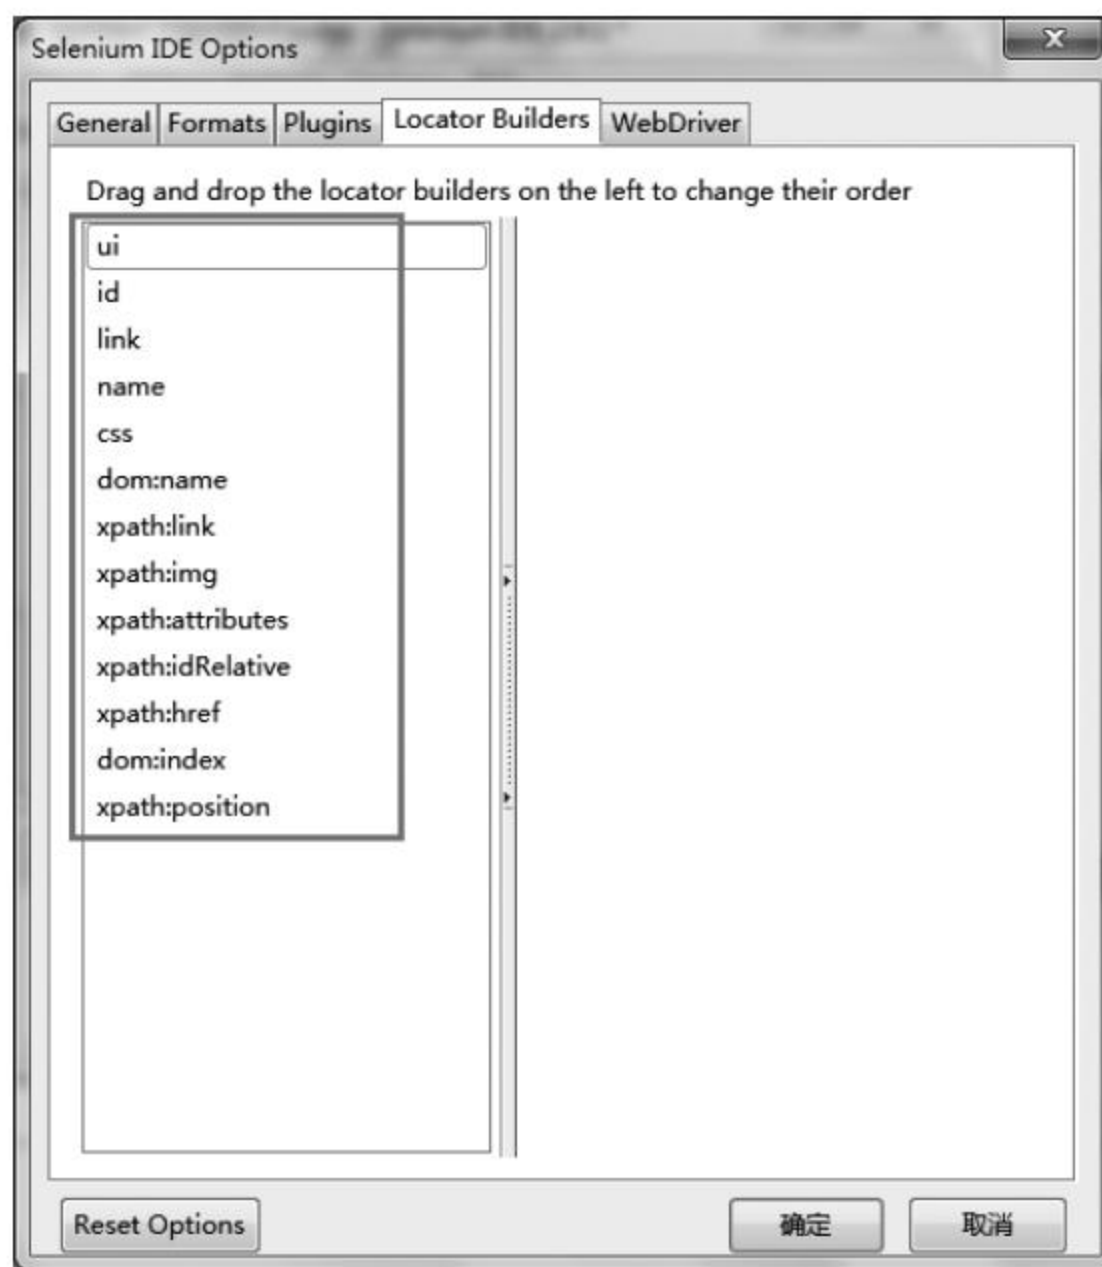 Selenium IDE Options
General Formats Plugins Locator Builders WebDriver
Drag and drop the locator builders on the left to change their order
ui
id
link
name
css
dom:name
xpath:link
xpath:img
xpath:attributes
xpath:idRelative
xpath:href
dom:index
xpath:position
Reset Options 确定 取消